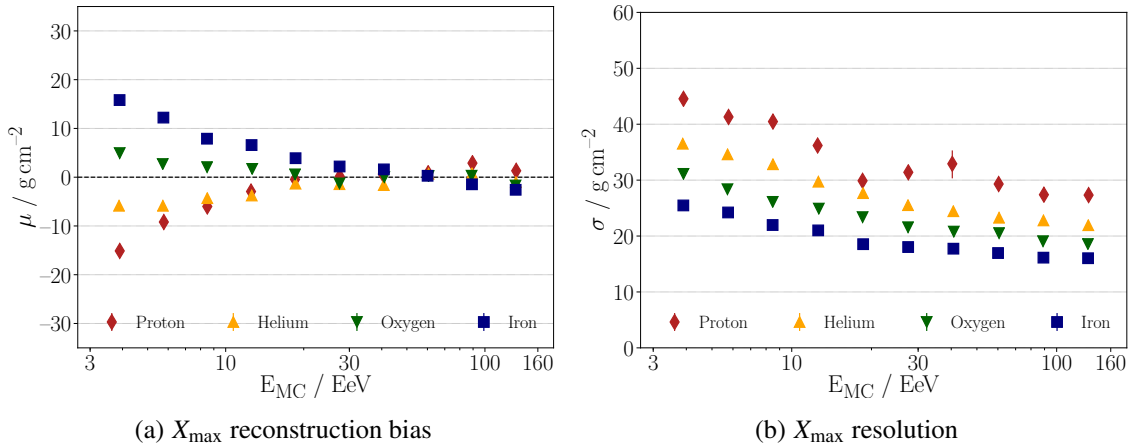 30
20
10
0
−10
−20
−30
μ / g cm⁻²
Proton
Helium
Oxygen
Iron
3
10
30
100
160
E_MC / EeV
(a) X_max reconstruction bias
60
50
40
30
20
10
0
σ / g cm⁻²
Proton
Helium
Oxygen
Iron
3
10
30
100
160
E_MC / EeV
(b) X_max resolution